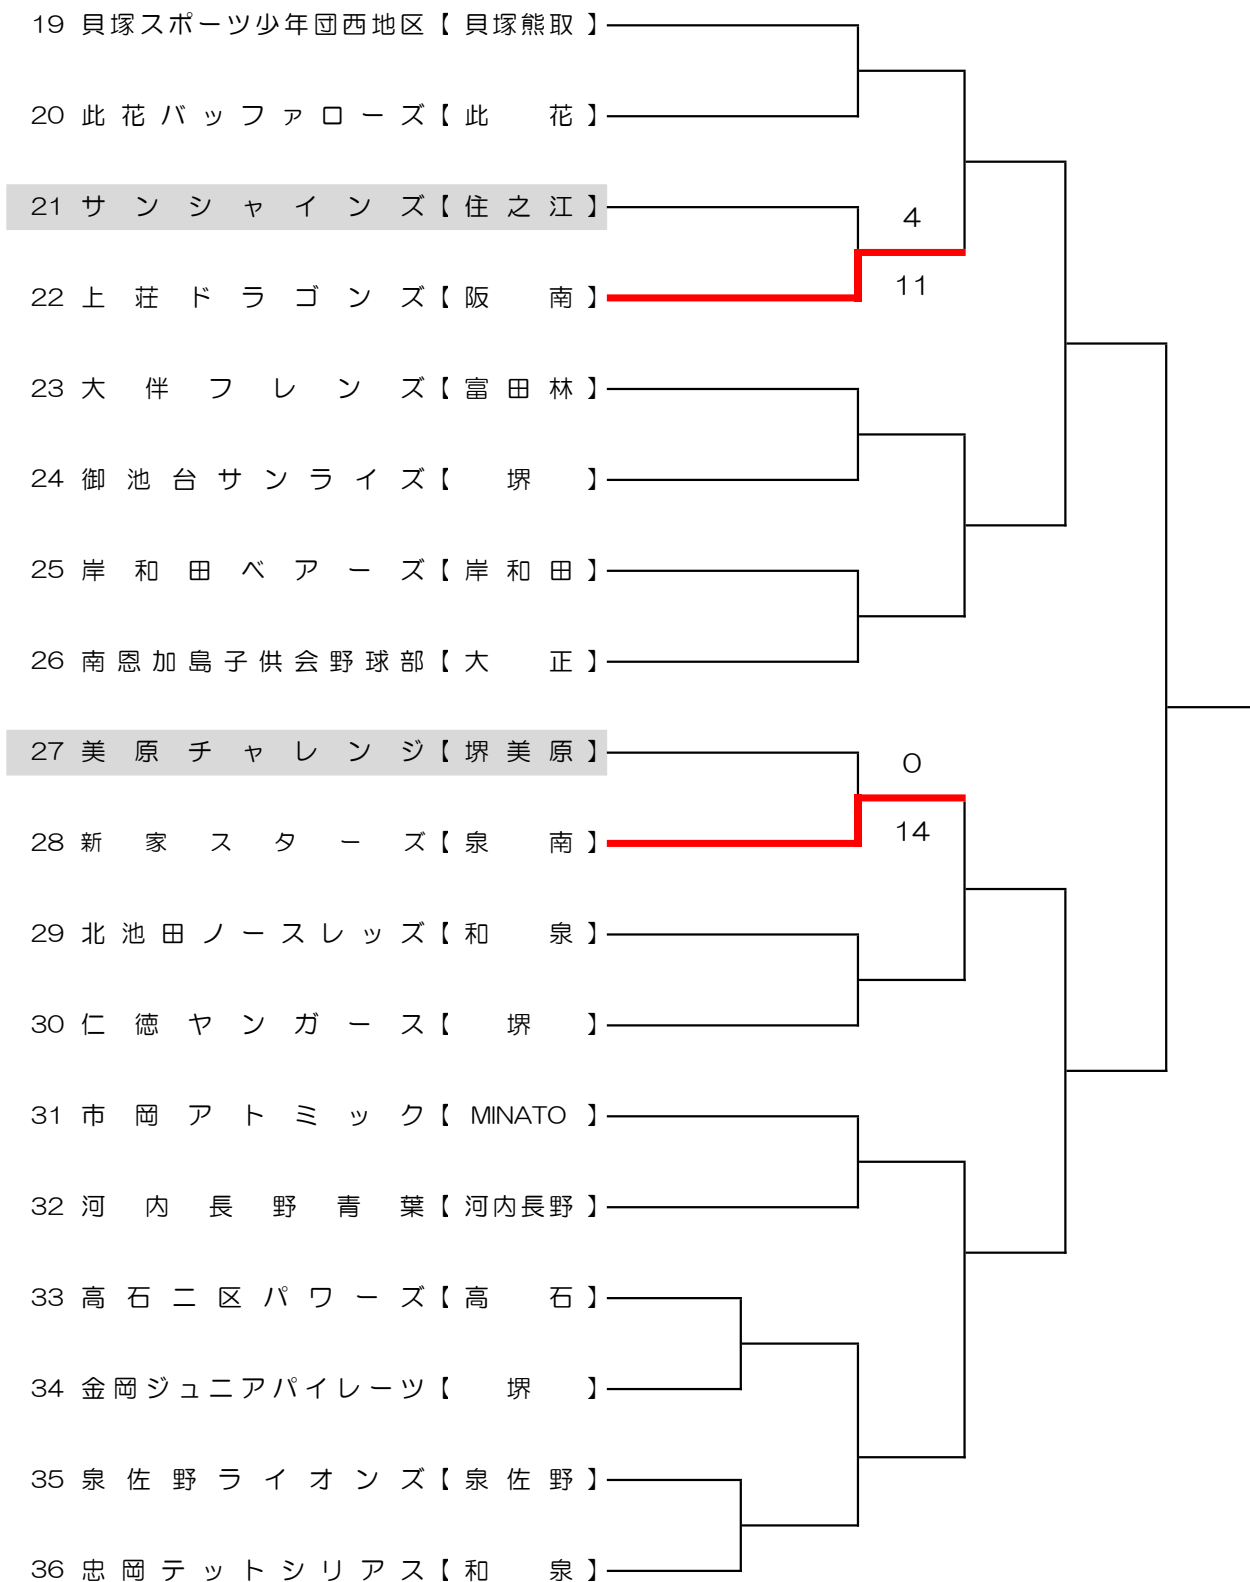 19 貝塚スポーツ少年団西地区【 貝塚熊取 】
20 此花バッファローズ【 此 花 】
21 サンシャインズ【 住之江 】
4
11
22 上荘ドラゴンズ【 阪 南 】
23 大伴フレンズ【 富田林 】
24 御池台サンライズ【 堺 】
25 岸和田ベアーズ【 岸和田 】
26 南恩加島子供会野球部【 大 正 】
27 美原チャレンジ【 堺美原 】
0
14
28 新家スターズ【 泉 南 】
29 北池田ノースレッズ【 和 泉 】
30 仁徳ヤンガース【 堺 】
31 市岡アトミック【 MINATO 】
32 河内長野青葉【 河内長野 】
33 高石二区パワーズ【 高 石 】
34 金岡ジュニアパイレーツ【 堺 】
35 泉佐野ライオンズ【 泉佐野 】
36 忠岡テットシリアス【 和 泉 】